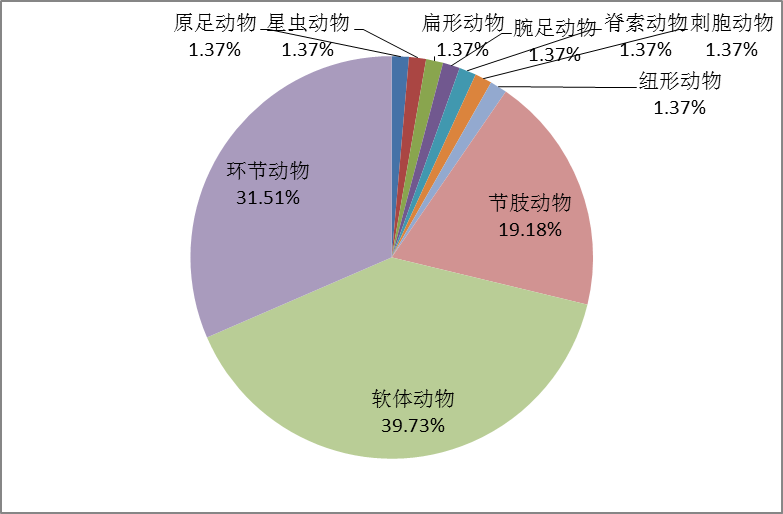 原足动物
1.37%
星虫动物
1.37%
扁形动物
1.37%
腕足动物
1.37%
脊索动物
1.37%
刺胞动物
1.37%
纽形动物
1.37%
环节动物
31.51%
节肢动物
19.18%
软体动物
39.73%